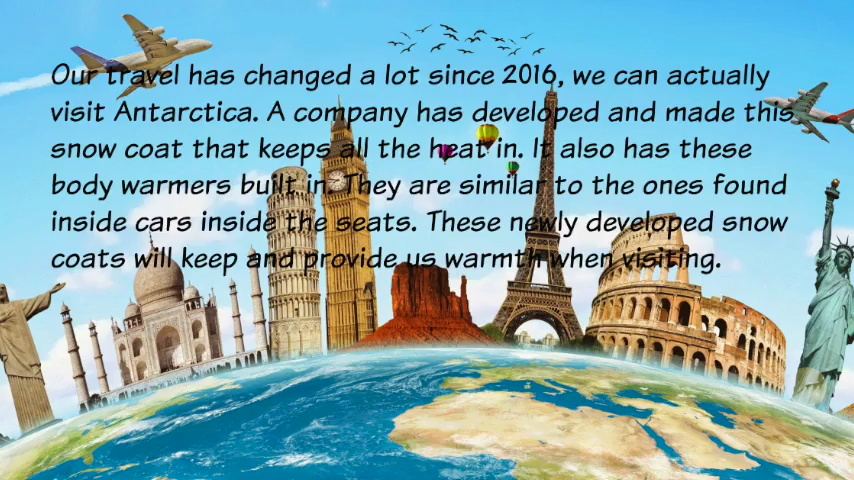 Our travel has changed a lot since 2016, we can actually
visit Antarctica. A company has developed and made this
snow coat that keeps all the heat in. It also has these
body warmers built in. They are similar to the ones found
inside cars inside the seats. These newly developed snow
coats will keep and provide us warmth when visiting.